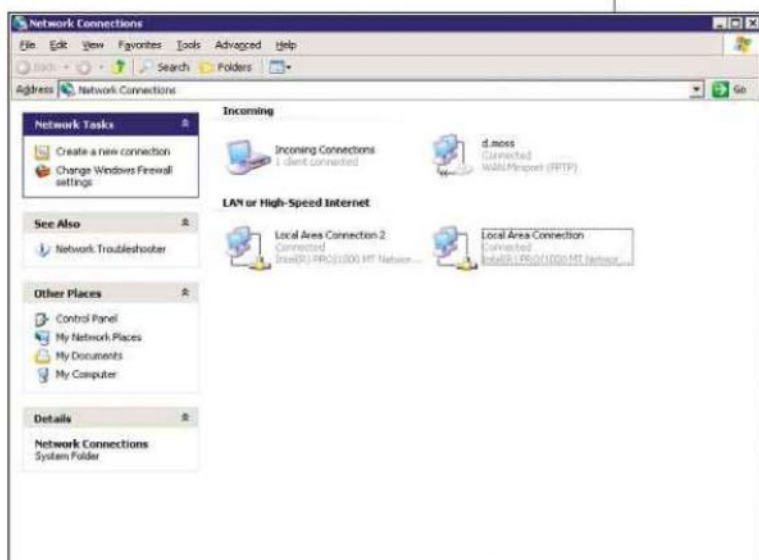 Network Connections
File Edit View Favorites Tools Advanced Help
Back Search Folders
Address Network Connections Go
Network Tasks
Create a new connection
Change Windows Firewall
settings
See Also
Network Troubleshooter
Other Places
Control Panel
My Network Places
My Documents
My Computer
Details
Network Connections
System Folder
Incoming
Incoming Connections
1 client connected
d.moss
Connected
WAN Miniport (PPTP)
LAN or High-Speed Internet
Local Area Connection 2
Connected
Intel(R) PRO/1000 MT Networ...
Local Area Connection
Connected
Intel(R) PRO/1000 MT Networ...